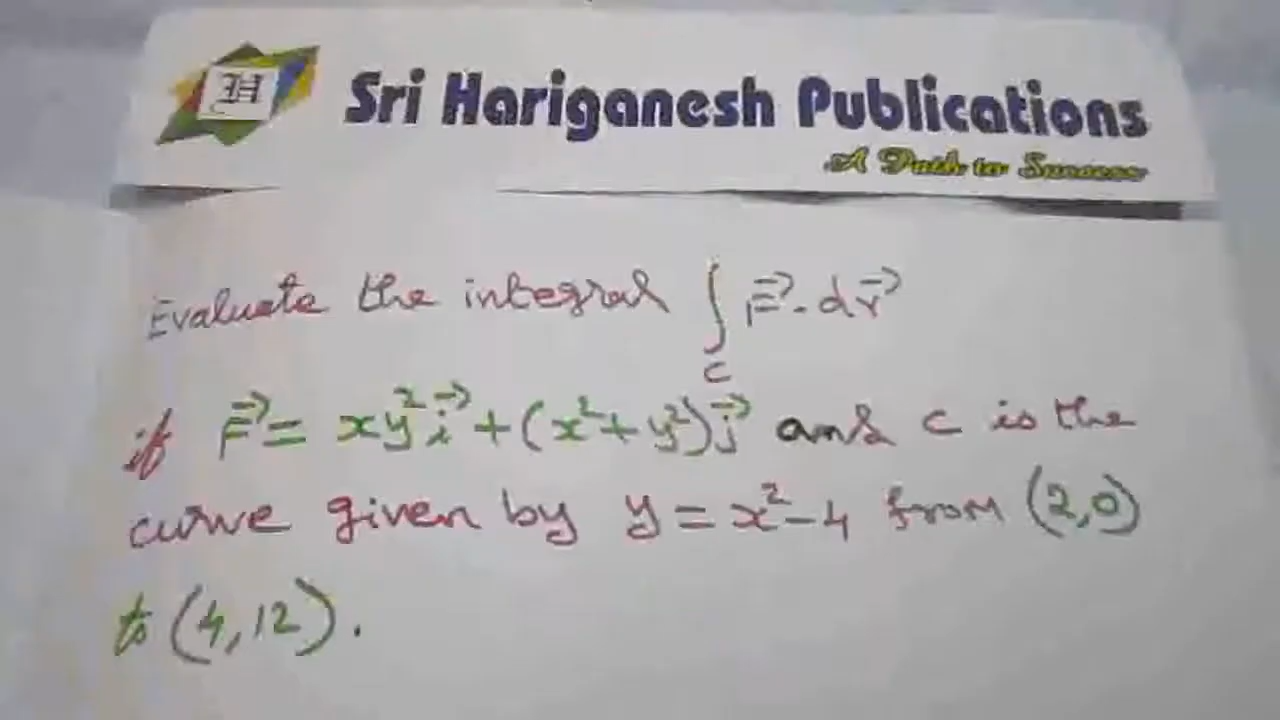 H
Sri Hariganesh Publications
A Path to Success
Evaluate the integral ∫_C F⃗ . dr⃗
if F⃗ = xy² i⃗ + (x² + y²) j⃗ and C is the
curve given by y = x² - 4 from (2,0)
to (4,12).